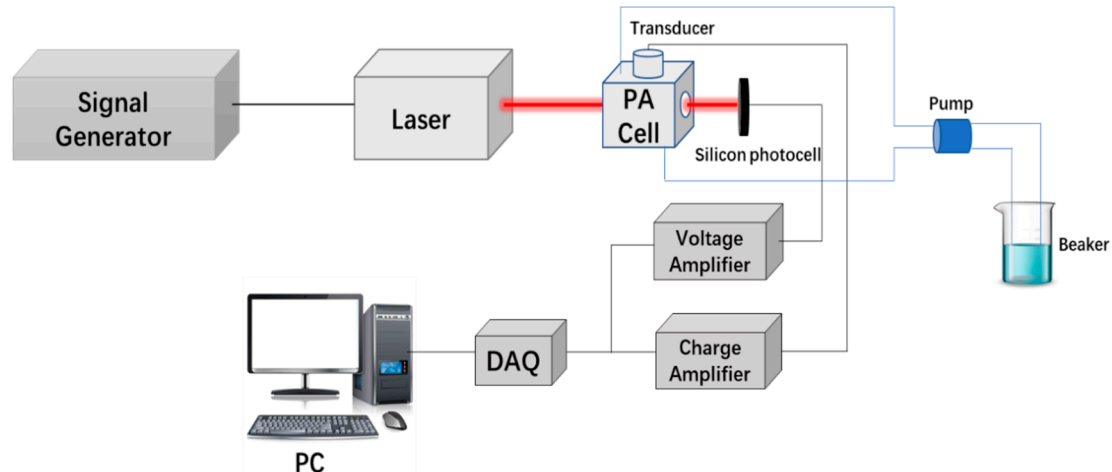 Transducer
Signal
Generator
Laser
PA
Cell
Pump
Silicon photocell
Voltage
Amplifier
Beaker
DAQ
Charge
Amplifier
PC